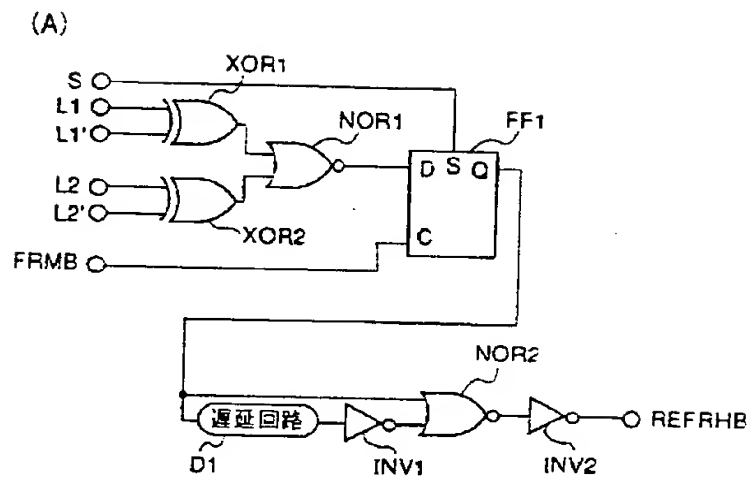 (A)
XOR1
S
L1
L1'
NOR1
FF1
D S Q
L2
L2'
C
XOR2
FRMB
NOR2
遅延回路
REFRHB
D1
INV1
INV2